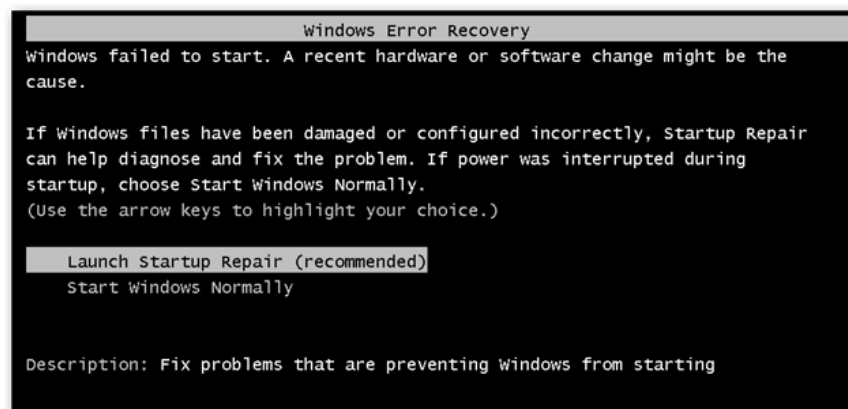 Windows Error Recovery
Windows failed to start. A recent hardware or software change might be the
cause.
If Windows files have been damaged or configured incorrectly, Startup Repair
can help diagnose and fix the problem. If power was interrupted during
startup, choose Start Windows Normally.
(Use the arrow keys to highlight your choice.)
Launch Startup Repair (recommended)
Start Windows Normally
Description: Fix problems that are preventing Windows from starting